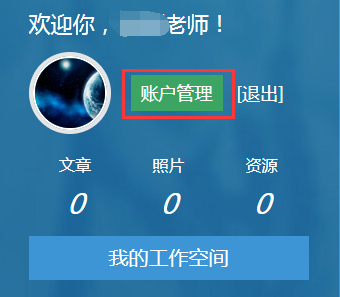 欢迎你，老师！
账户管理 [退出]
文章 照片 资源
0 0 0
我的工作空间